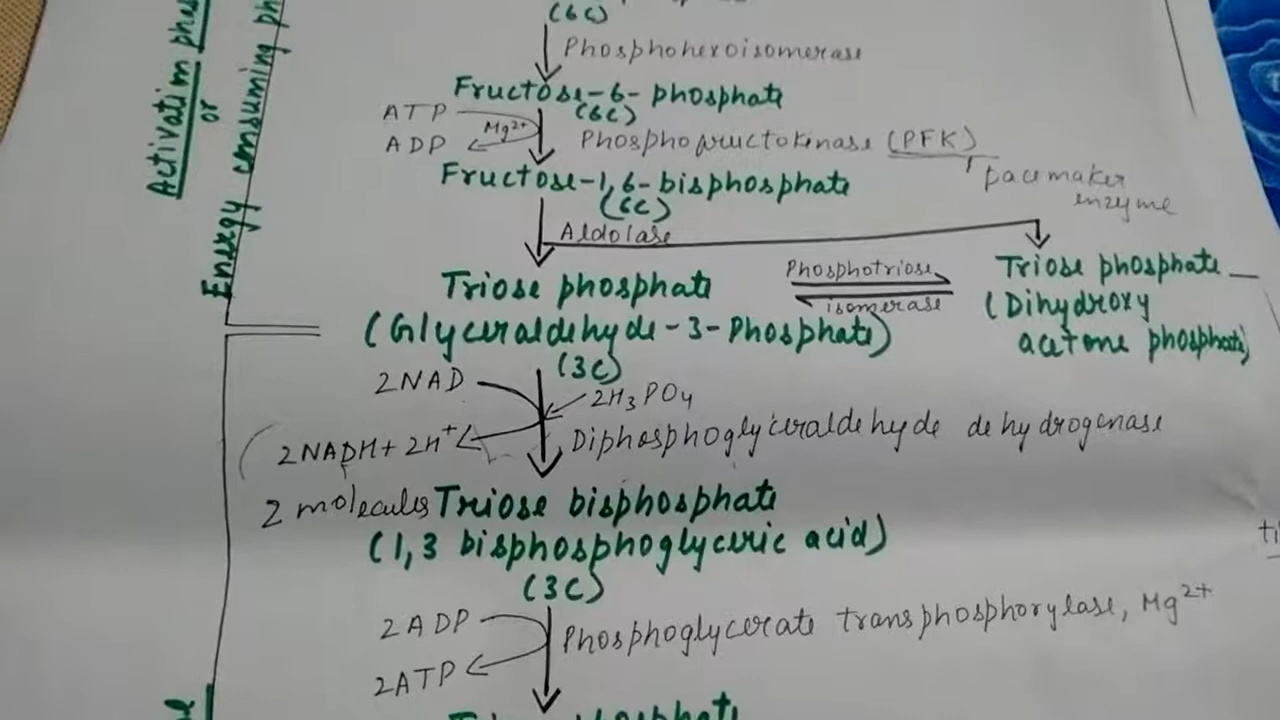 (6C)
Phosphohexoisomerase
Fructose-6-phosphate
(6C)
ATP
Mg²⁺
ADP
Phosphofructokinase (PFK)
pacemaker
enzyme
Fructose-1,6-bisphosphate
(6C)
Aldolase
Triose phosphate
(Glyceraldehyde-3-Phosphate)
(3C)
Phosphotriose
isomerase
Triose phosphate
(Dihydroxy
acetone phosphate)
2NAD
2H₃PO₄
2NADH + 2H⁺
Diphosphoglyceraldehyde dehydrogenase
2 molecules Triose bisphosphate
(1,3 bisphosphoglyceric acid)
(3C)
2ADP
Phosphoglycerate transphosphorylase, Mg²⁺
2ATP
Activation
or
Energy consuming